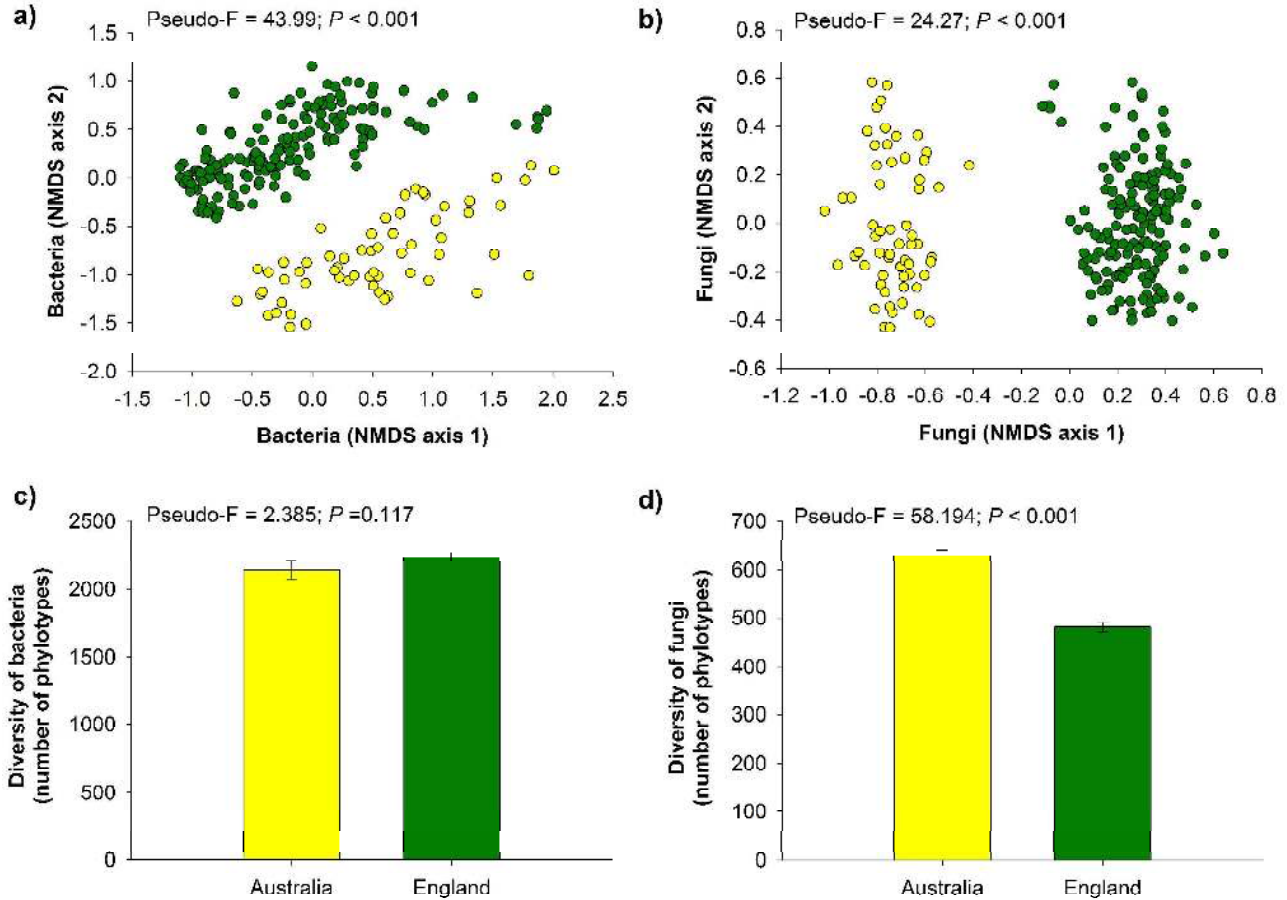 a)
Pseudo-F = 43.99; P < 0.001
Bacteria (NMDS axis 2)
1.5
1.0
0.5
0.0
-0.5
-1.0
-1.5
-2.0
-1.5 -1.0 -0.5 0.0 0.5 1.0 1.5 2.0 2.5
Bacteria (NMDS axis 1)
b)
Pseudo-F = 24.27; P < 0.001
Fungi (NMDS axis 2)
0.8
0.6
0.4
0.2
0.0
-0.2
-0.4
-0.6
-1.2 -1.0 -0.8 -0.6 -0.4 -0.2 0.0 0.2 0.4 0.6 0.8
Fungi (NMDS axis 1)
c)
Pseudo-F = 2.385; P =0.117
Diversity of bacteria
(number of phylotypes)
2500
2000
1500
1000
500
0
Australia England
d)
Pseudo-F = 58.194; P < 0.001
Diversity of fungi
(number of phylotypes)
700
600
500
400
300
200
100
0
Australia England